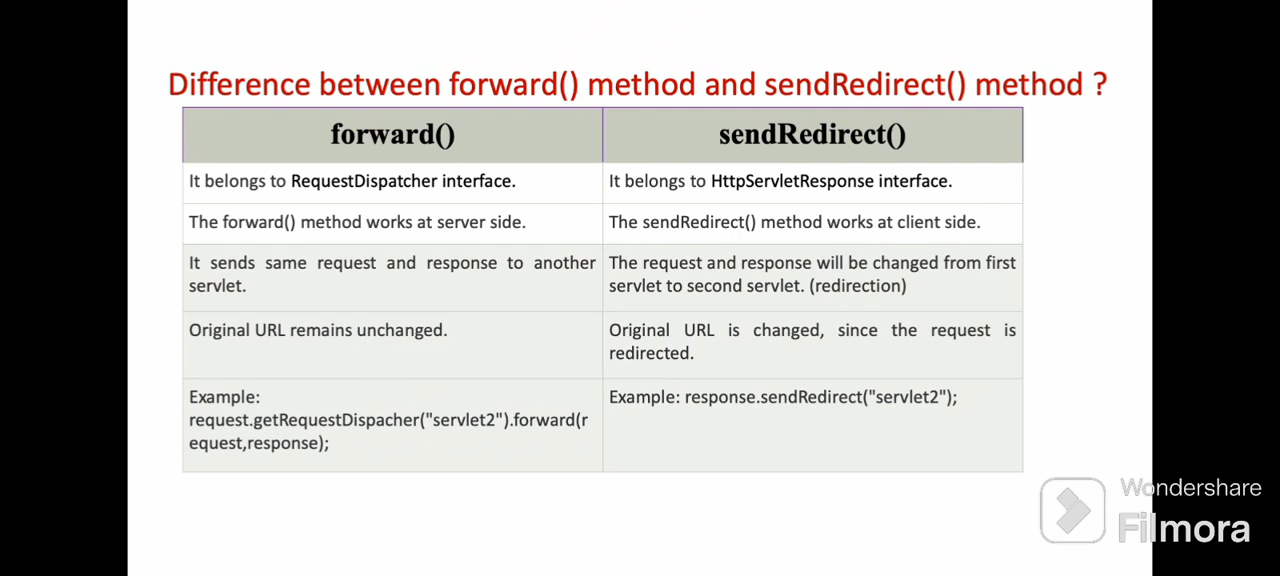 Difference between forward() method and sendRedirect() method ?
forward()
sendRedirect()
It belongs to RequestDispatcher interface.
It belongs to HttpServletResponse interface.
The forward() method works at server side.
The sendRedirect() method works at client side.
It sends same request and response to another
servlet.
The request and response will be changed from first
servlet to second servlet. (redirection)
Original URL remains unchanged.
Original URL is changed, since the request is
redirected.
Example:
request.getRequestDispacher("servlet2").forward(r
equest,response);
Example: response.sendRedirect("servlet2");
Wondershare
Filmora